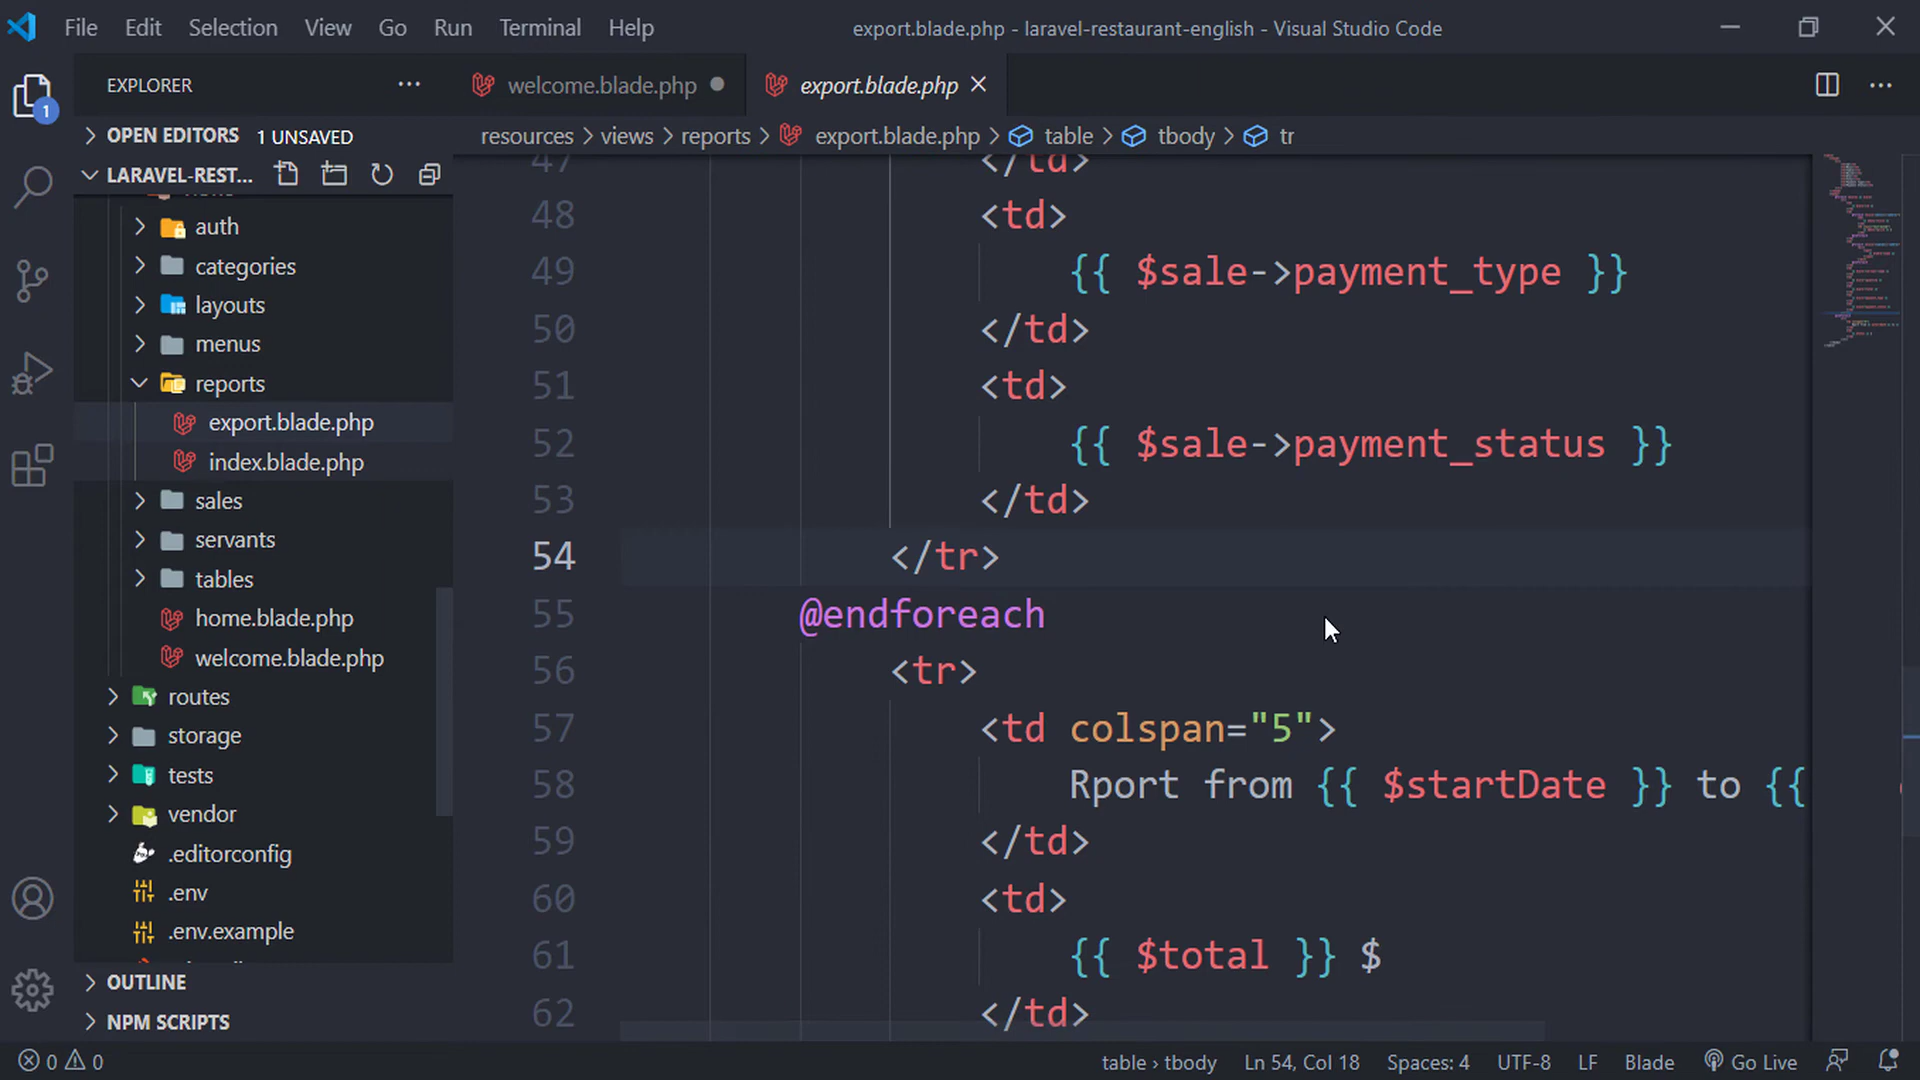 File Edit Selection View Go Run Terminal Help
export.blade.php - laravel-restaurant-english - Visual Studio Code
EXPLORER
welcome.blade.php
export.blade.php
OPEN EDITORS 1 UNSAVED
resources > views > reports > export.blade.php > table > tbody > tr
LARAVEL-REST...
auth
categories
layouts
menus
reports
export.blade.php
index.blade.php
sales
servants
tables
home.blade.php
welcome.blade.php
routes
storage
tests
vendor
.editorconfig
.env
.env.example
OUTLINE
NPM SCRIPTS
1
47 </td>
48 <td>
49 {{ $sale->payment_type }}
50 </td>
51 <td>
52 {{ $sale->payment_status }}
53 </td>
54 </tr>
55 @endforeach
56 <tr>
57 <td colspan="5">
58 Rport from {{ $startDate }} to {{
59 </td>
60 <td>
61 {{ $total }} $
62 </td>
0 0
table › tbody Ln 54, Col 18 Spaces: 4 UTF-8 LF Blade Go Live